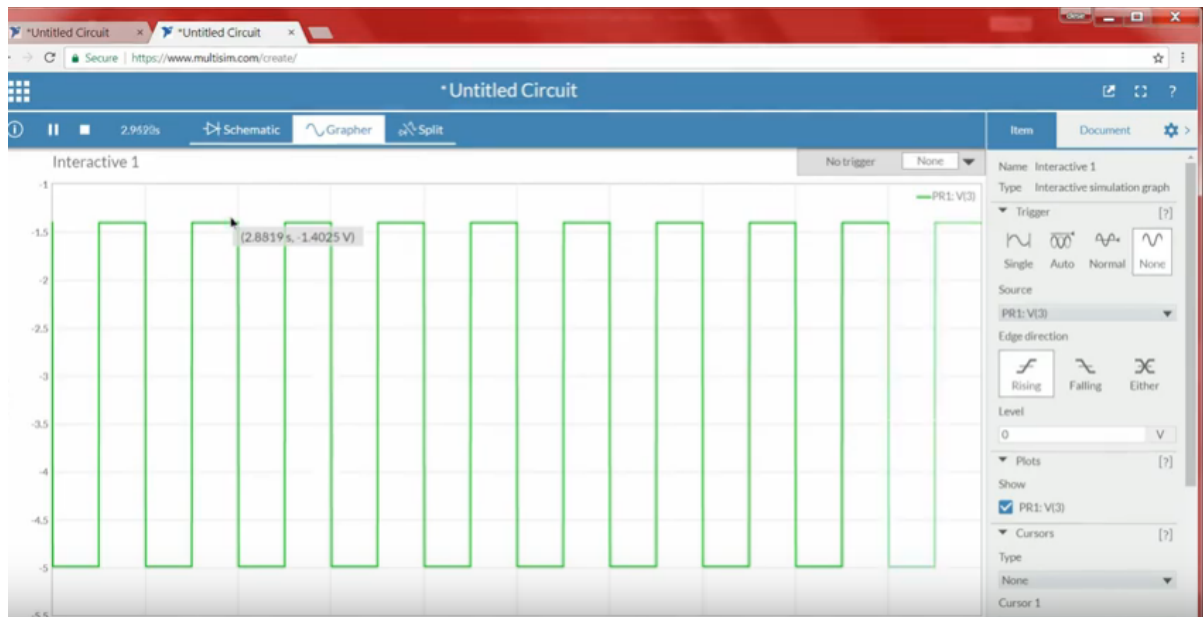 *Untitled Circuit × *Untitled Circuit ×
Secure | https://www.multisim.com/create/
*Untitled Circuit ?
Schematic Grapher Split Item Document
Interactive 1 No trigger None
PR1: V(3)
(2.8819 s, -1.4025 V)
-1
-1.5
-2
-2.5
-3
-3.5
-4
-4.5
-5
-5.5
Name Interactive 1
Type Interactive simulation graph
Trigger [?]
Single Auto Normal None
Source
PR1: V(3)
Edge direction
Rising Falling Either
Level
0 V
Plots [?]
Show
PR1: V(3)
Cursors [?]
Type
None
Cursor 1